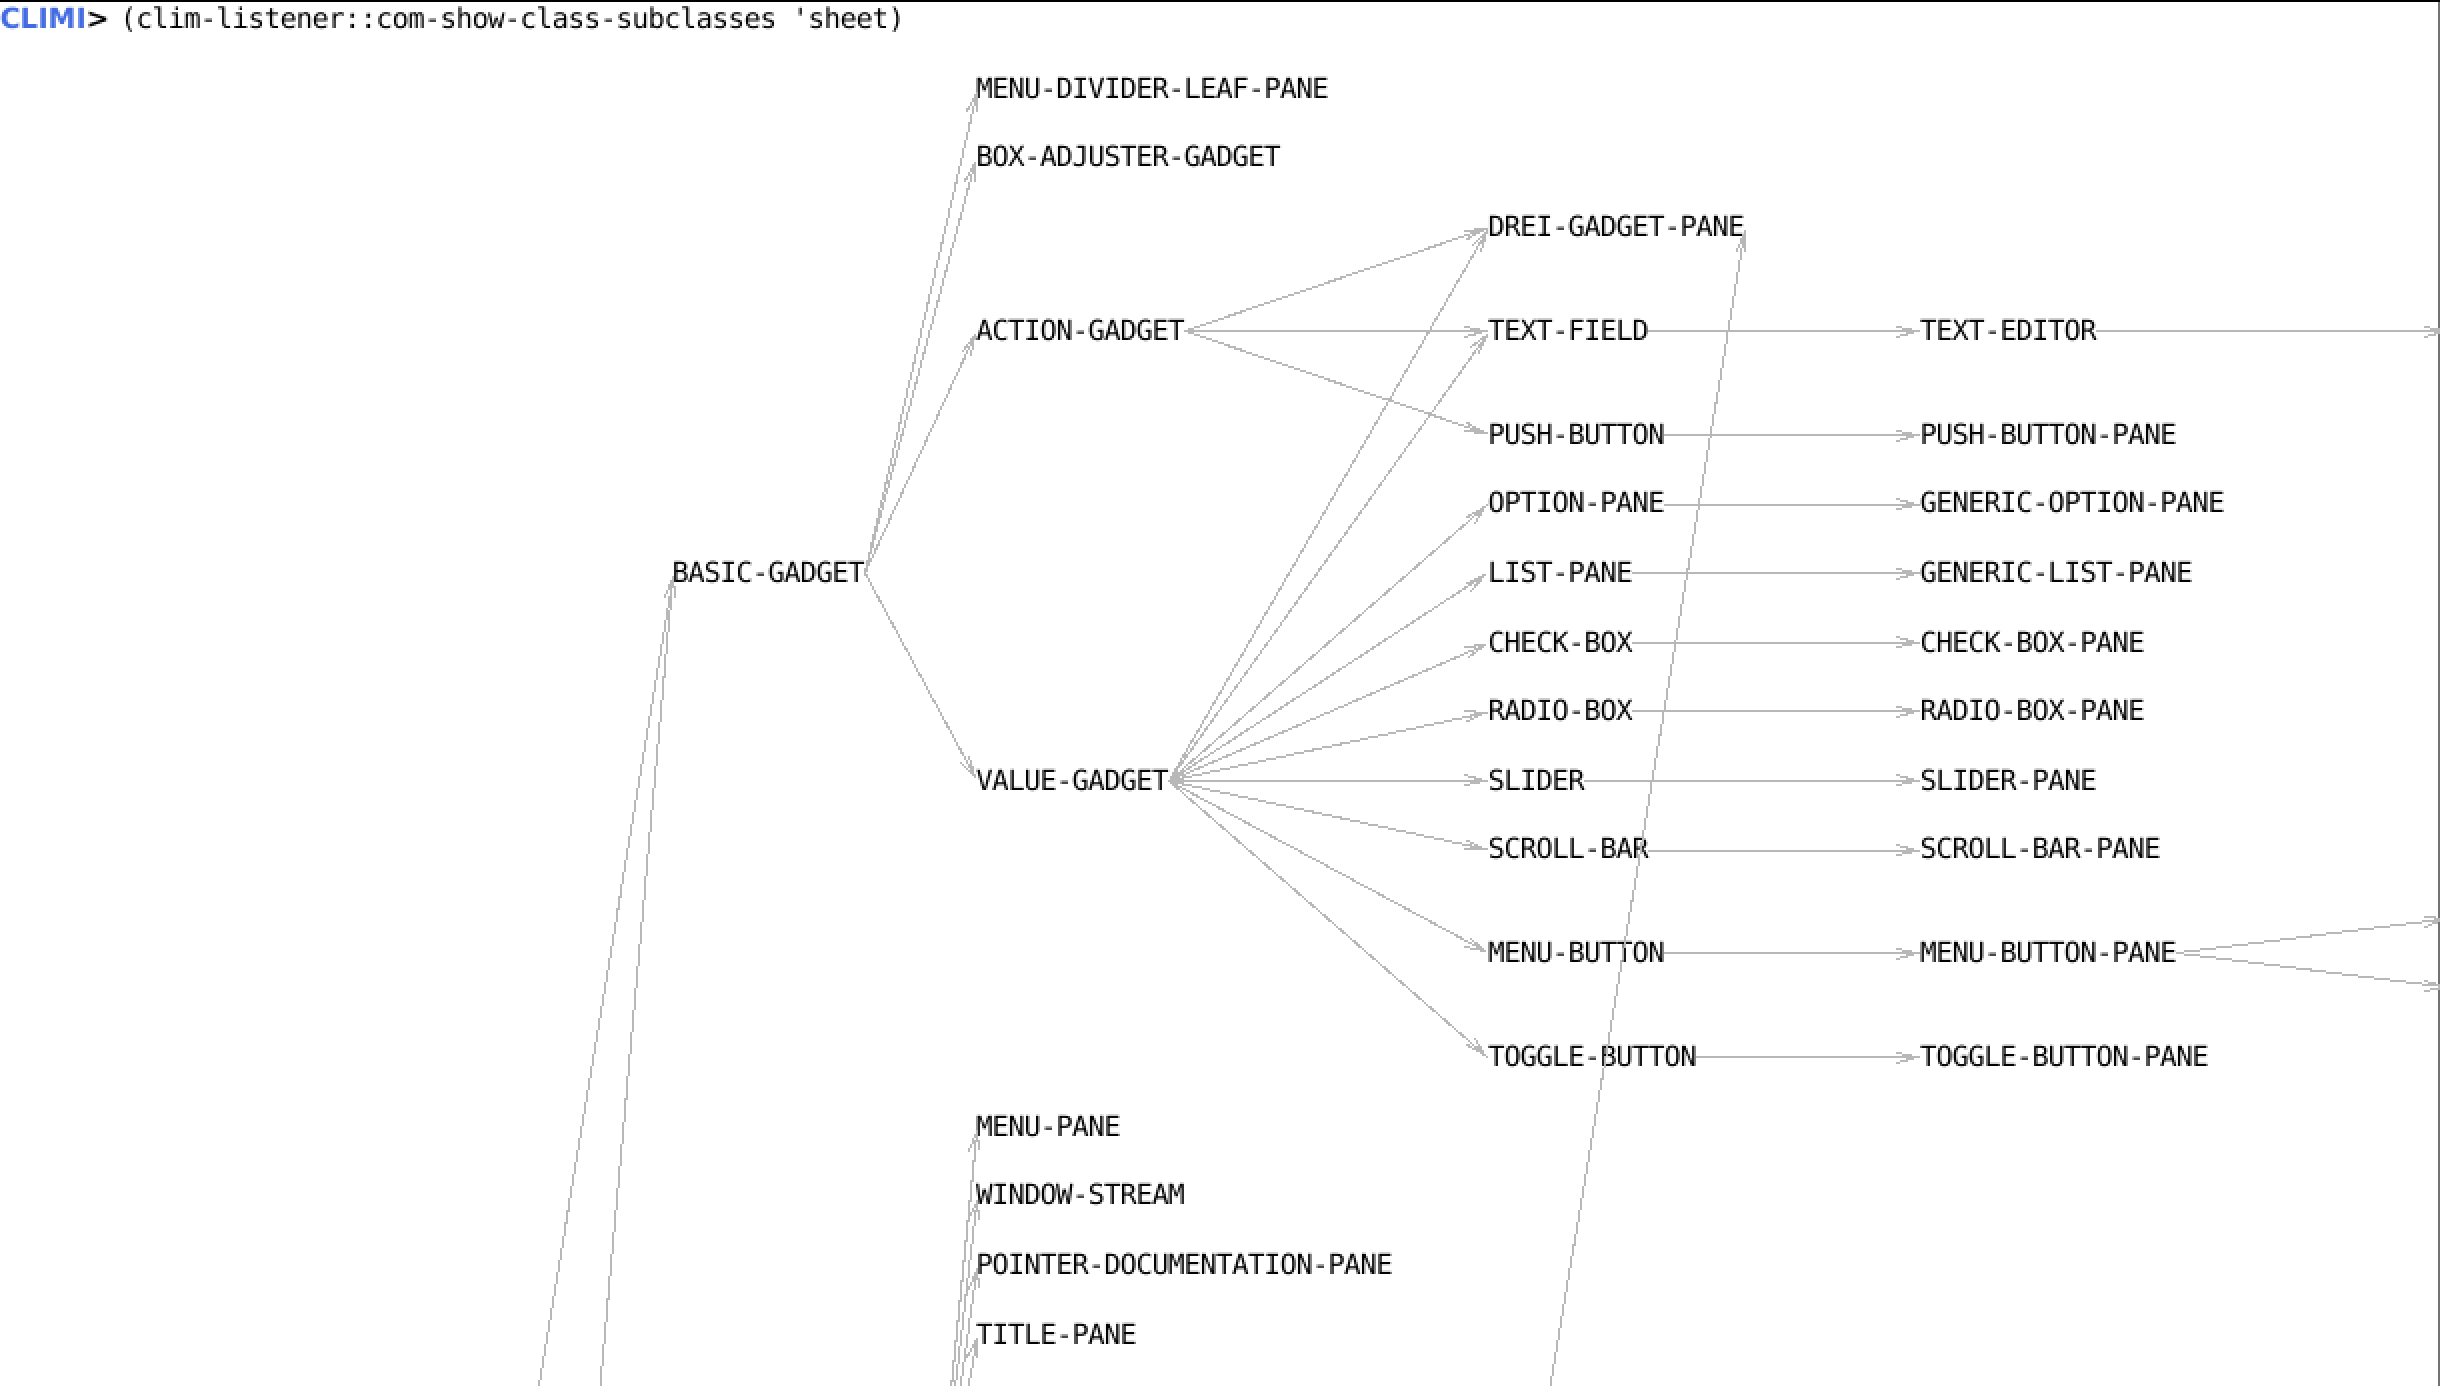 CLIMI> (clim-listener::com-show-class-subclasses 'sheet)
MENU-DIVIDER-LEAF-PANE
BOX-ADJUSTER-GADGET
DREI-GADGET-PANE
ACTION-GADGET TEXT-FIELD TEXT-EDITOR
PUSH-BUTTON PUSH-BUTTON-PANE
OPTION-PANE GENERIC-OPTION-PANE
BASIC-GADGET LIST-PANE GENERIC-LIST-PANE
CHECK-BOX CHECK-BOX-PANE
RADIO-BOX RADIO-BOX-PANE
VALUE-GADGET SLIDER SLIDER-PANE
SCROLL-BAR SCROLL-BAR-PANE
MENU-BUTTON MENU-BUTTON-PANE
TOGGLE-BUTTON TOGGLE-BUTTON-PANE
MENU-PANE
WINDOW-STREAM
POINTER-DOCUMENTATION-PANE
TITLE-PANE